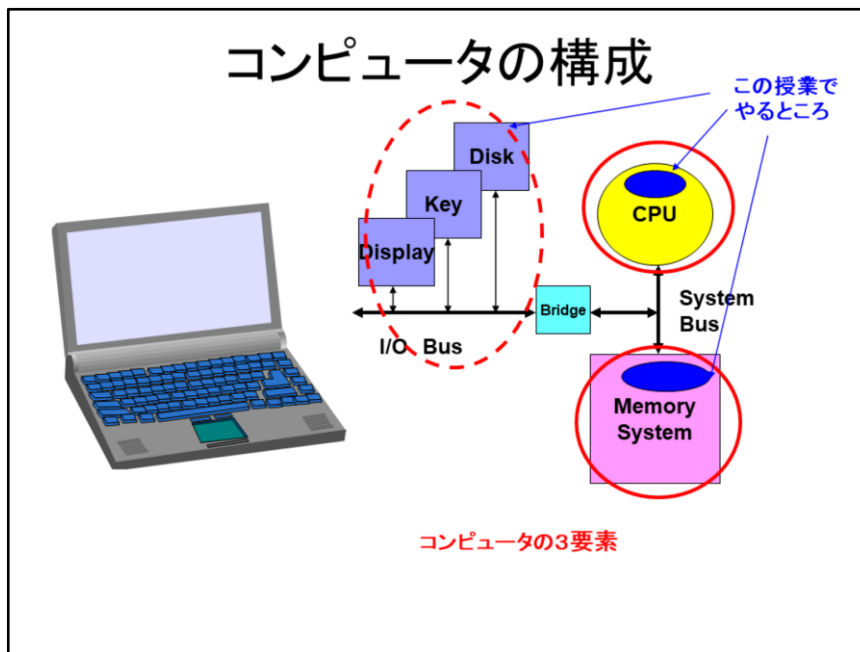 コンピュータの構成
この授業で
やるところ
Disk
Key
Display
CPU
Bridge
System
Bus
I/O Bus
Memory
System
コンピュータの3要素